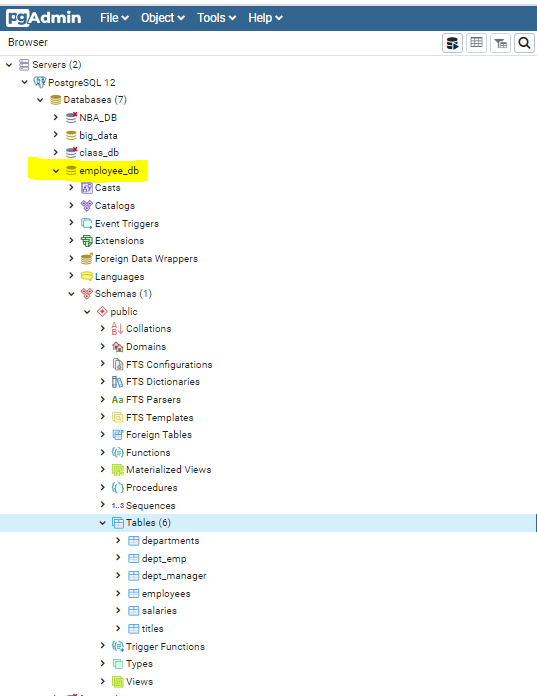 pgAdmin File Object Tools Help
Browser
Servers (2)
PostgreSQL 12
Databases (7)
NBA_DB
big_data
class_db
employee_db
Casts
Catalogs
Event Triggers
Extensions
Foreign Data Wrappers
Languages
Schemas (1)
public
Collations
Domains
FTS Configurations
FTS Dictionaries
Aa FTS Parsers
FTS Templates
Foreign Tables
Functions
Materialized Views
Procedures
1..3 Sequences
Tables (6)
departments
dept_emp
dept_manager
employees
salaries
titles
Trigger Functions
Types
Views